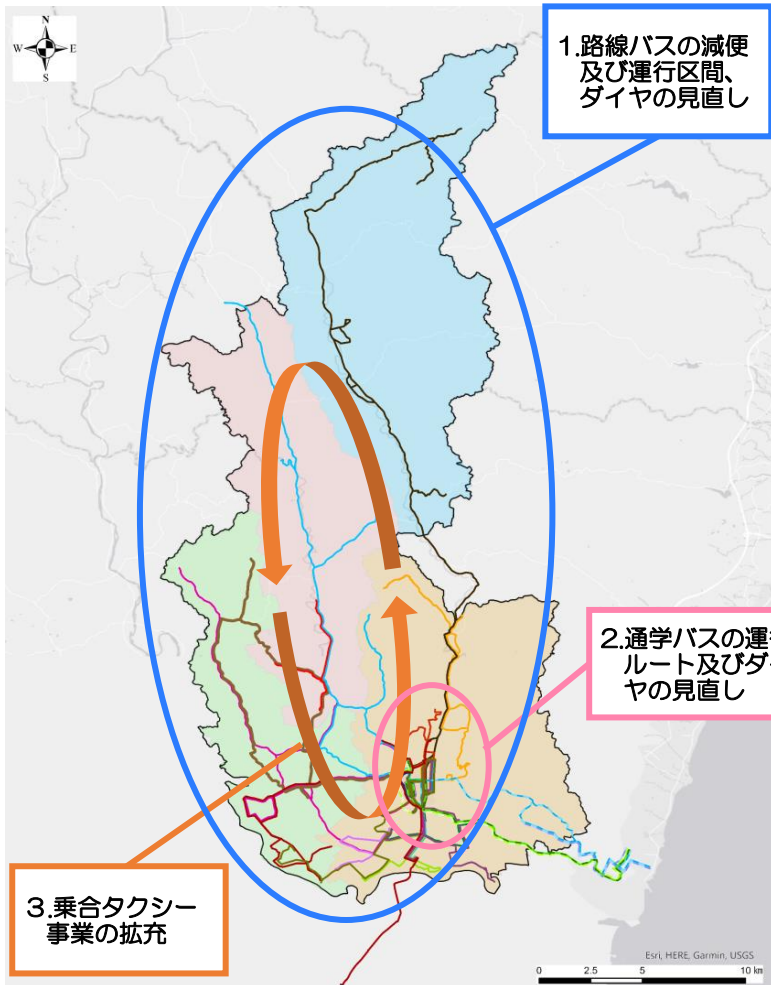 N
W E
S
1.路線バスの減便
及び運行区間、
ダイヤの見直し
2.通学バスの運
ルート及びダ
ヤの見直し
3.乗合タクシー
事業の拡充
Esri, HERE, Garmin, USGS
0 2.5 5 10 km